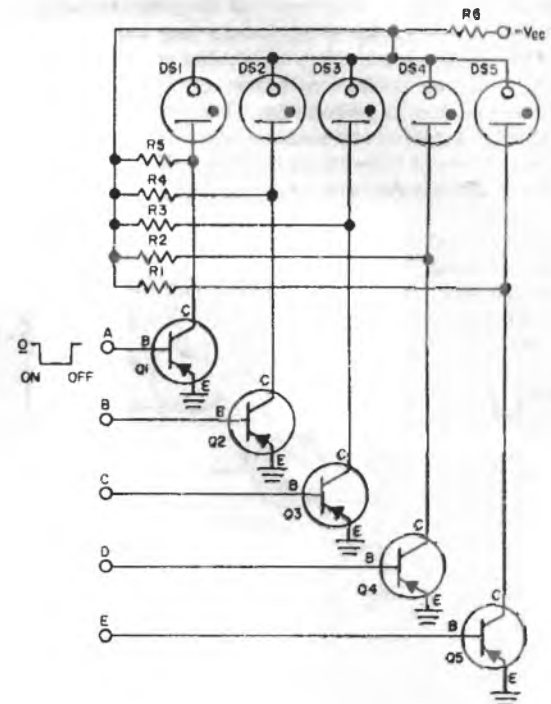 R6
-Vcc
DS1 DS2 DS3 DS4 DS5
R5
R4
R3
R2
R1
0
ON OFF
A B C Q1 E
B B C Q2 E
C B C Q3 E
D B C Q4 E
E B C Q5 E